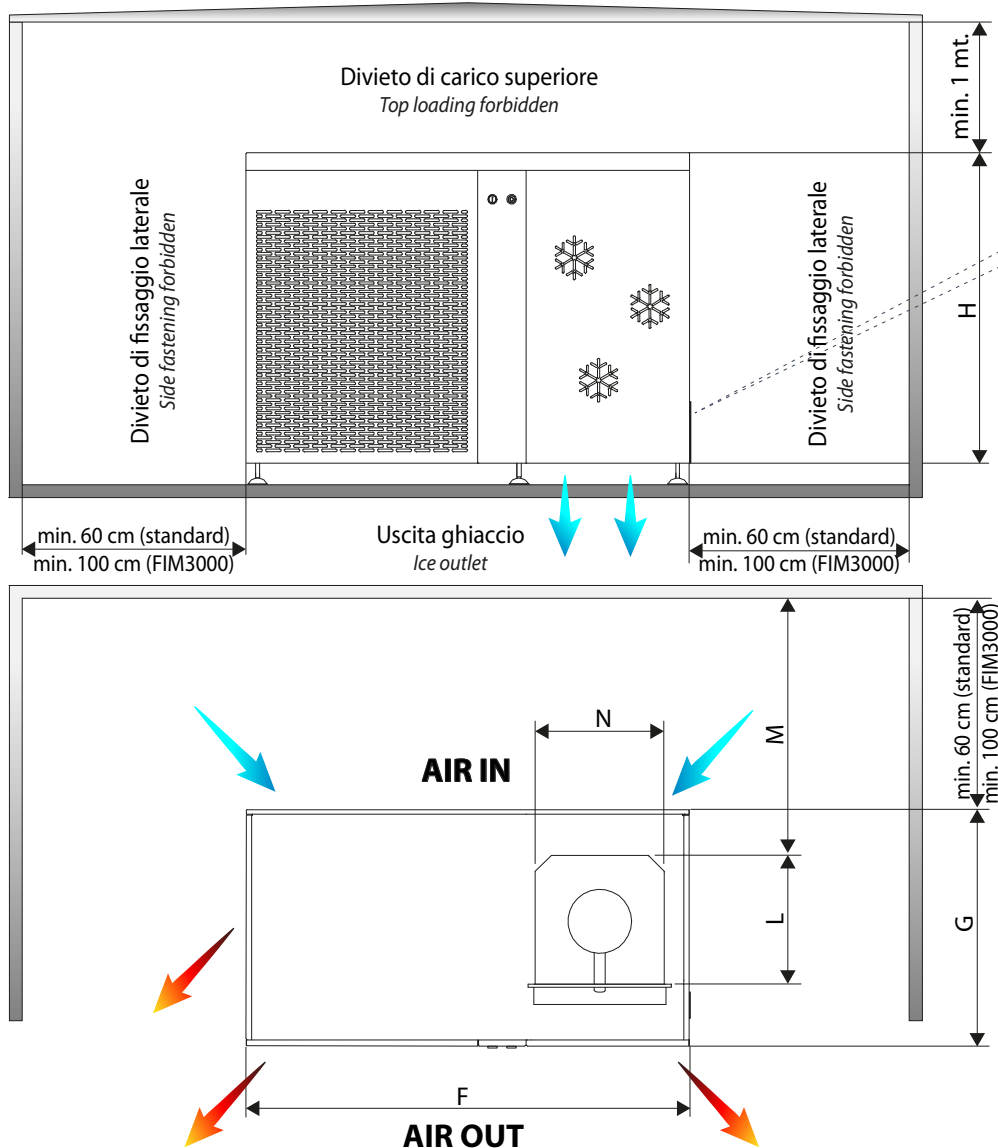 Divieto di carico superiore
Top loading forbidden
min. 1 mt.
Divieto di fissaggio laterale
Side fastening forbidden
Divieto di fissaggio laterale
Side fastening forbidden
H
min. 60 cm (standard)
min. 100 cm (FIM3000)
Uscita ghiaccio
Ice outlet
min. 60 cm (standard)
min. 100 cm (FIM3000)
min. 60 cm (standard)
min. 100 cm (FIM3000)
M
N
AIR IN
L
G
F
AIR OUT